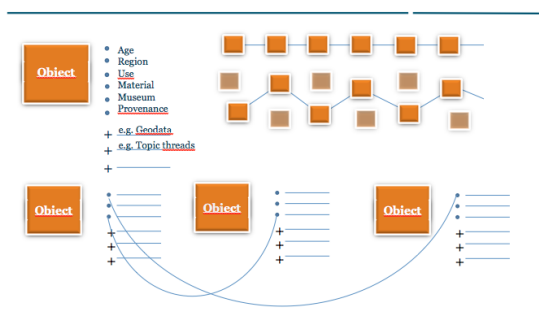 Object
Age
Region
Use
Material
Museum
Provenance
+ e.g. Geodata
+ e.g. Topic threads
+
Object
+
+
+
Object
+
+
+
Object
+
+
+